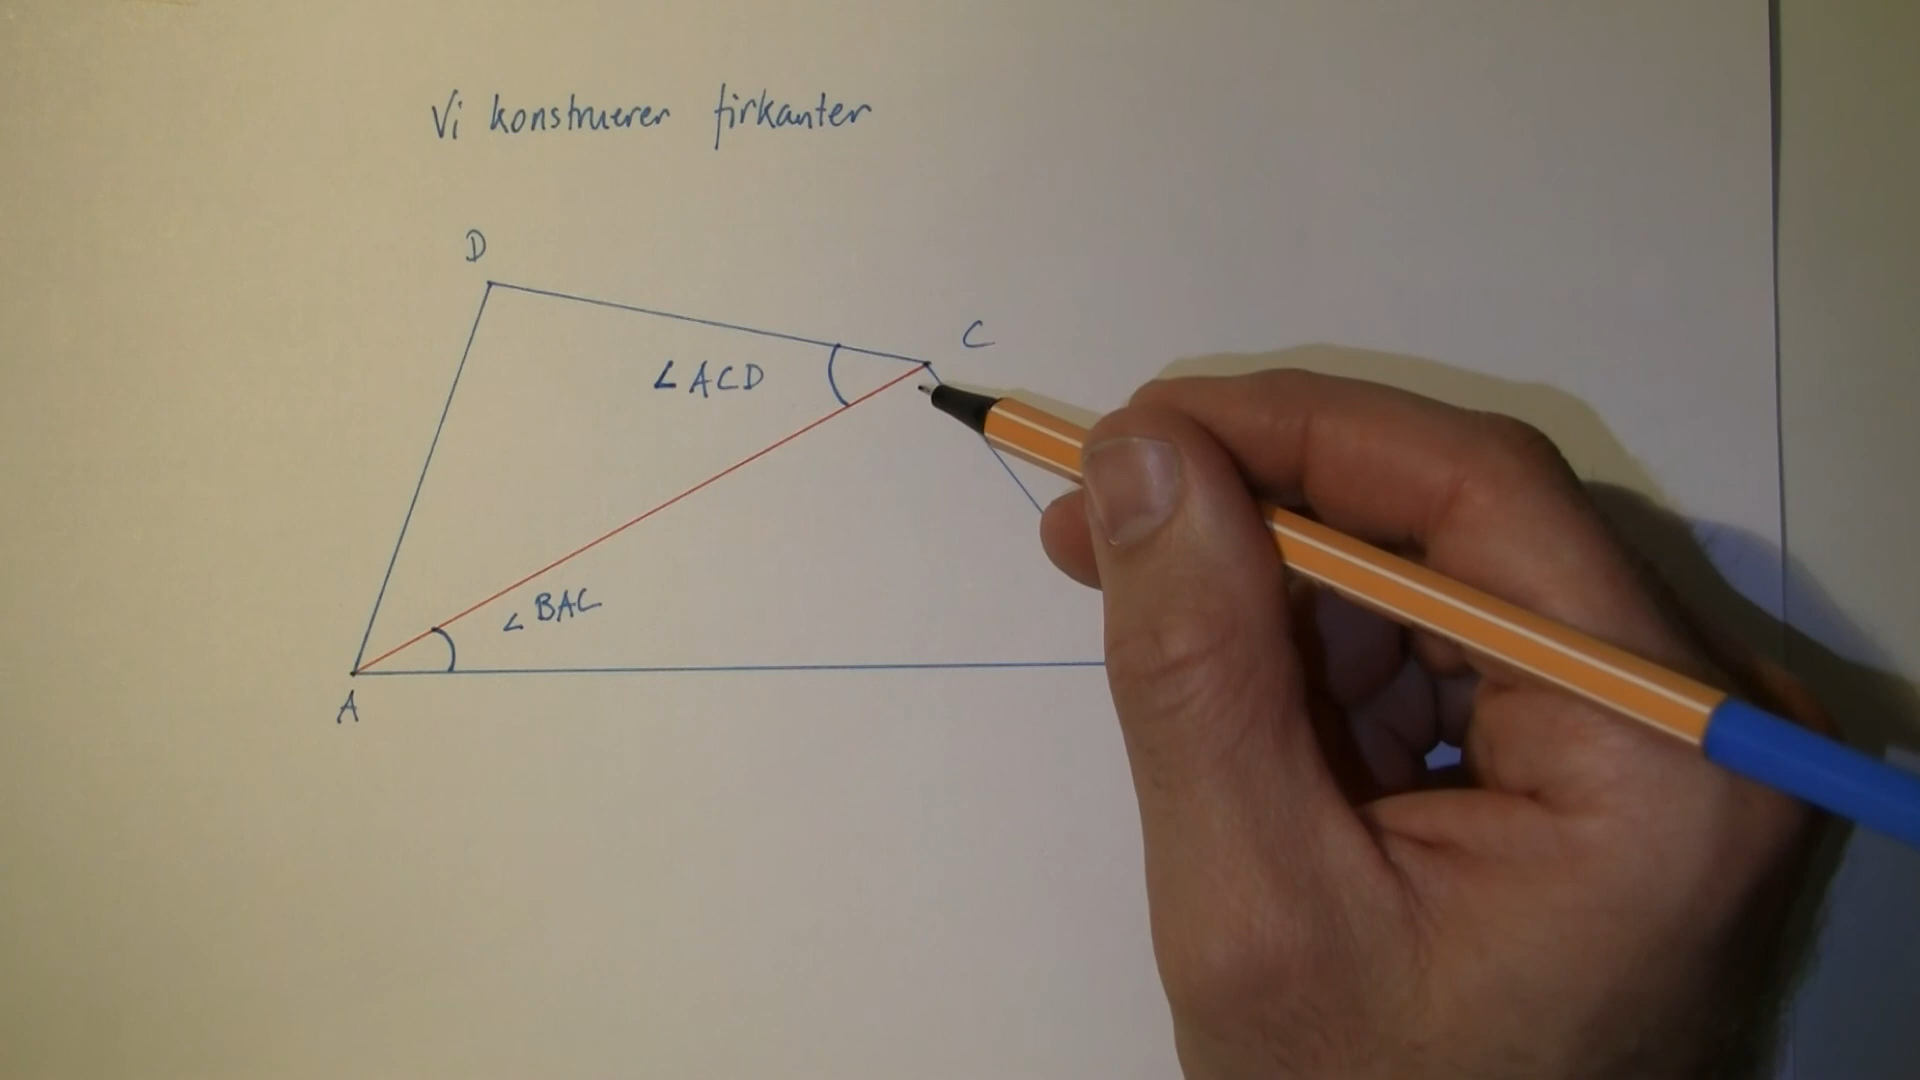 Vi konstruerer firkanter
D
C
∠ ACD
∠ BAC
A